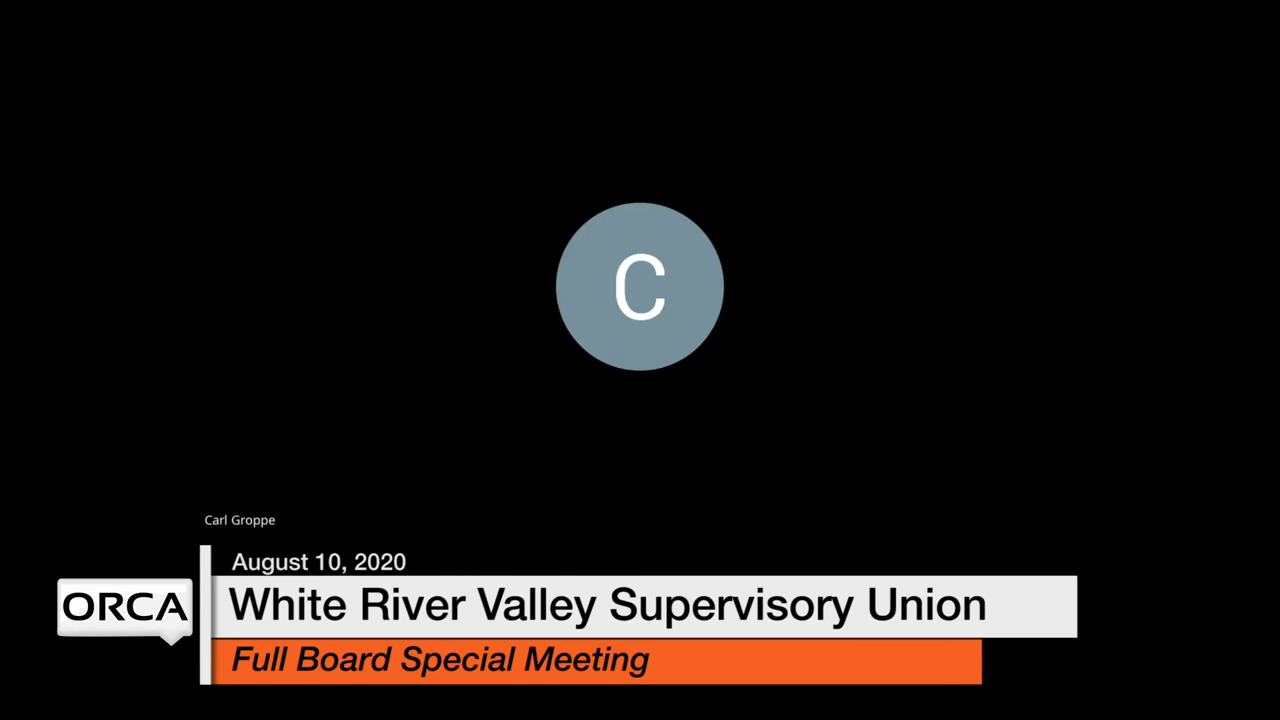 C
Carl Groppe
August 10, 2020
ORCA
White River Valley Supervisory Union
Full Board Special Meeting